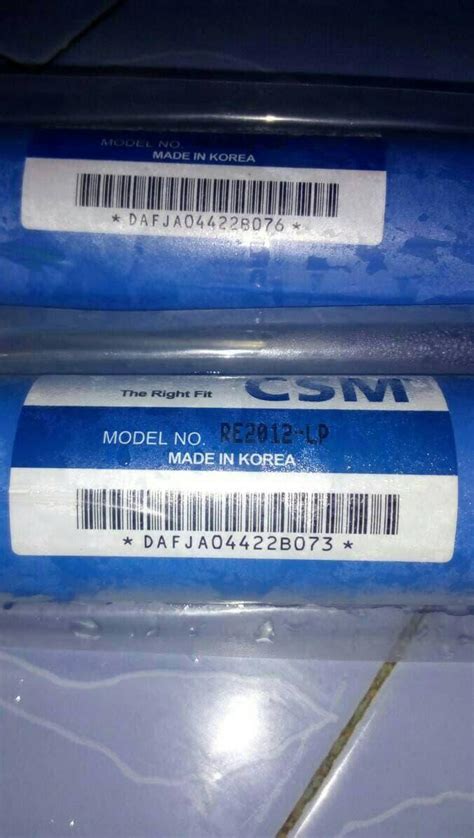 MODEL NO.
MADE IN KOREA
* DAFJA04422B076 *
The Right Fit CSM
MODEL NO. RE2012-LP
MADE IN KOREA
* DAFJA04422B073 *